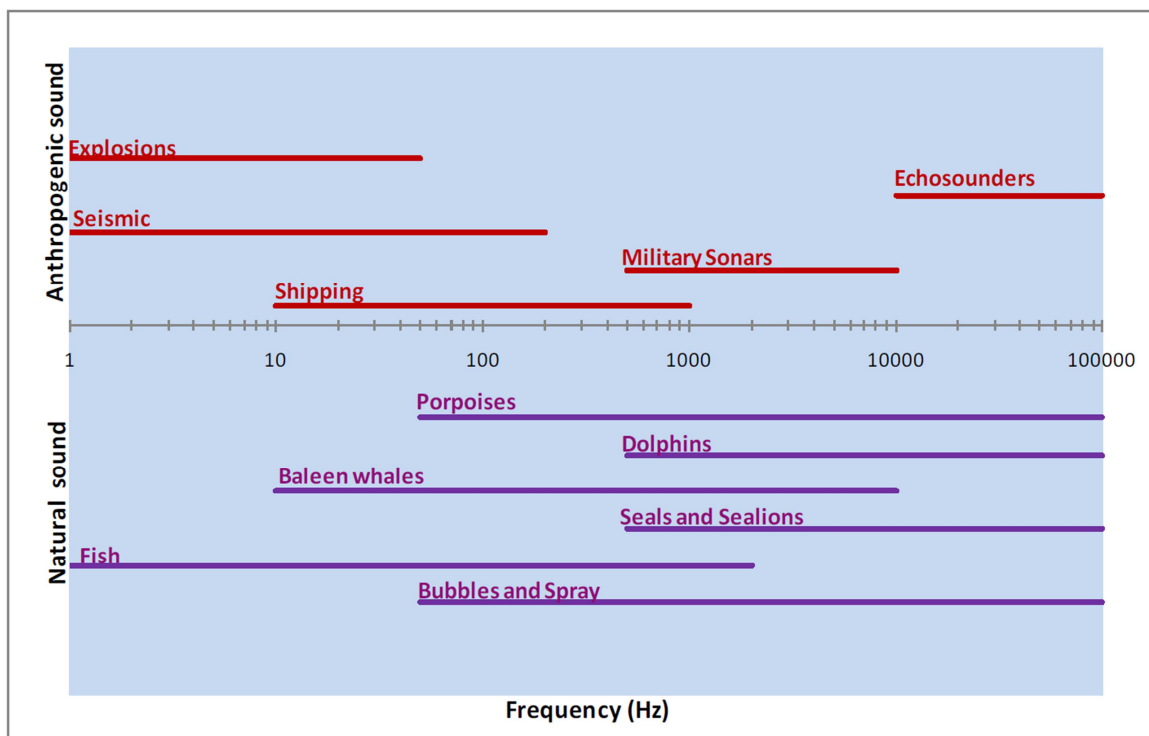 Anthropogenic sound
Explosions
Echosounders
Seismic
Military Sonars
Shipping
1 10 100 1000 10000 100000
Natural sound
Porpoises
Dolphins
Baleen whales
Seals and Sealions
Fish
Bubbles and Spray
Frequency (Hz)